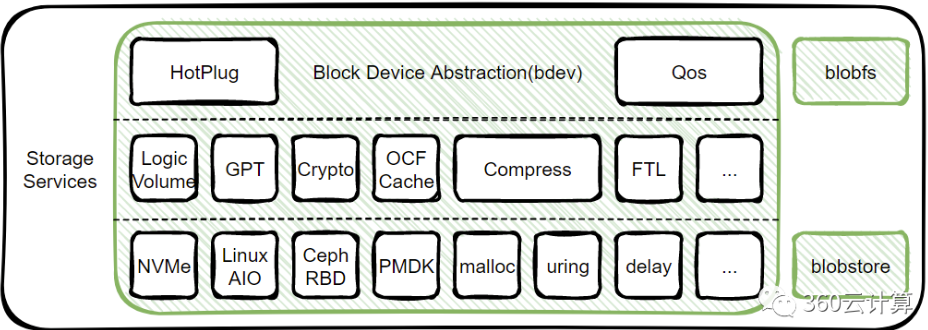 HotPlug
Block Device Abstraction(bdev)
Qos
blobfs
Storage
Services
Logic
Volume
GPT
Crypto
OCF
Cache
Compress
FTL
...
NVMe
Linux
AIO
Ceph
RBD
PMDK
malloc
uring
delay
...
blobstore
360云计算